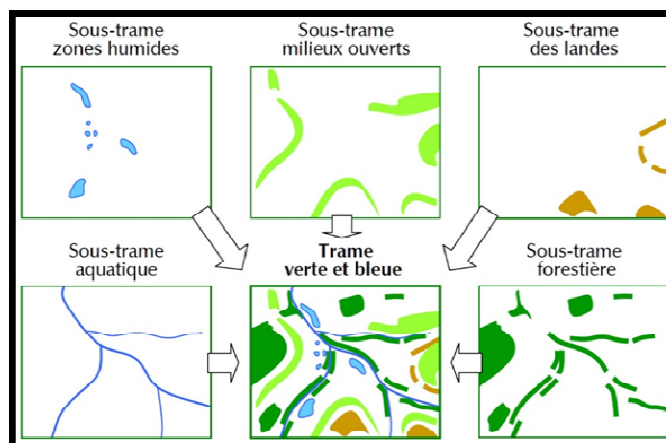 Sous-trame
zones humides
Sous-trame
milieux ouverts
Sous-trame
des landes
Sous-trame
aquatique
Trame
verte et bleue
Sous-trame
forestière